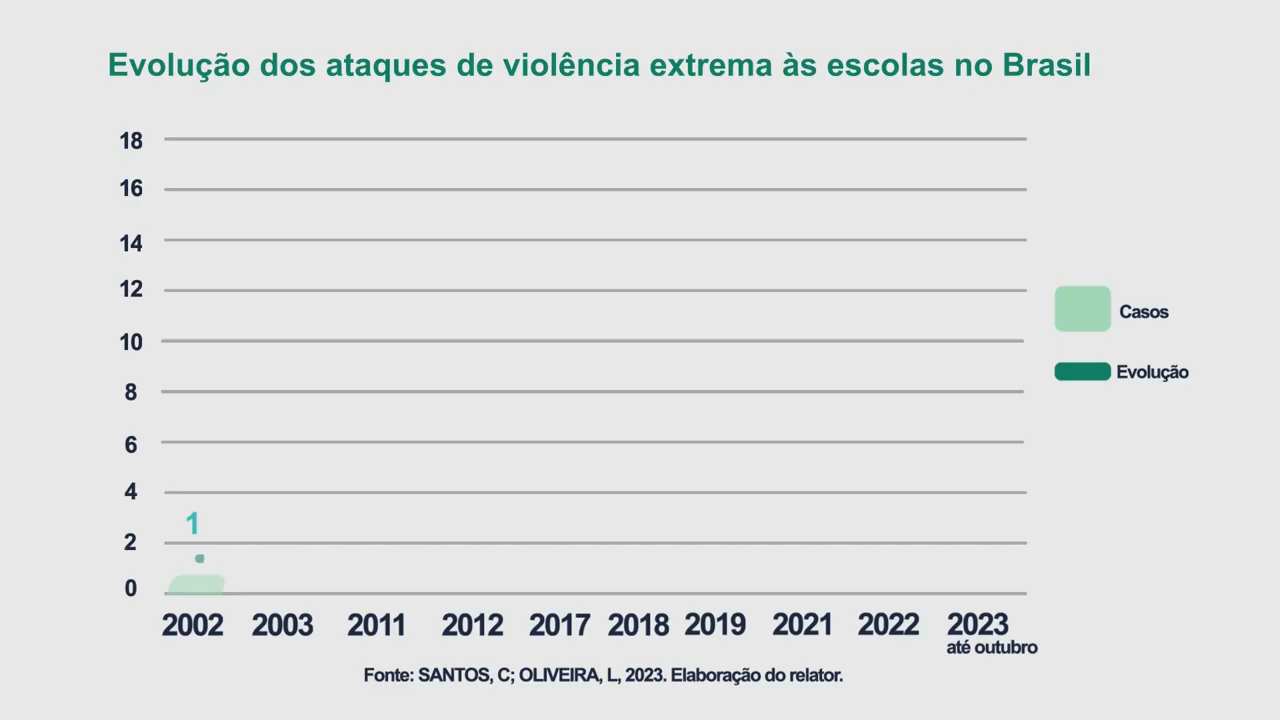 Evolução dos ataques de violência extrema às escolas no Brasil
18
16
14
12
10
8
6
4
2
0
1
Casos
Evolução
2002 2003 2011 2012 2017 2018 2019 2021 2022 2023
até outubro
Fonte: SANTOS, C; OLIVEIRA, L, 2023. Elaboração do relator.